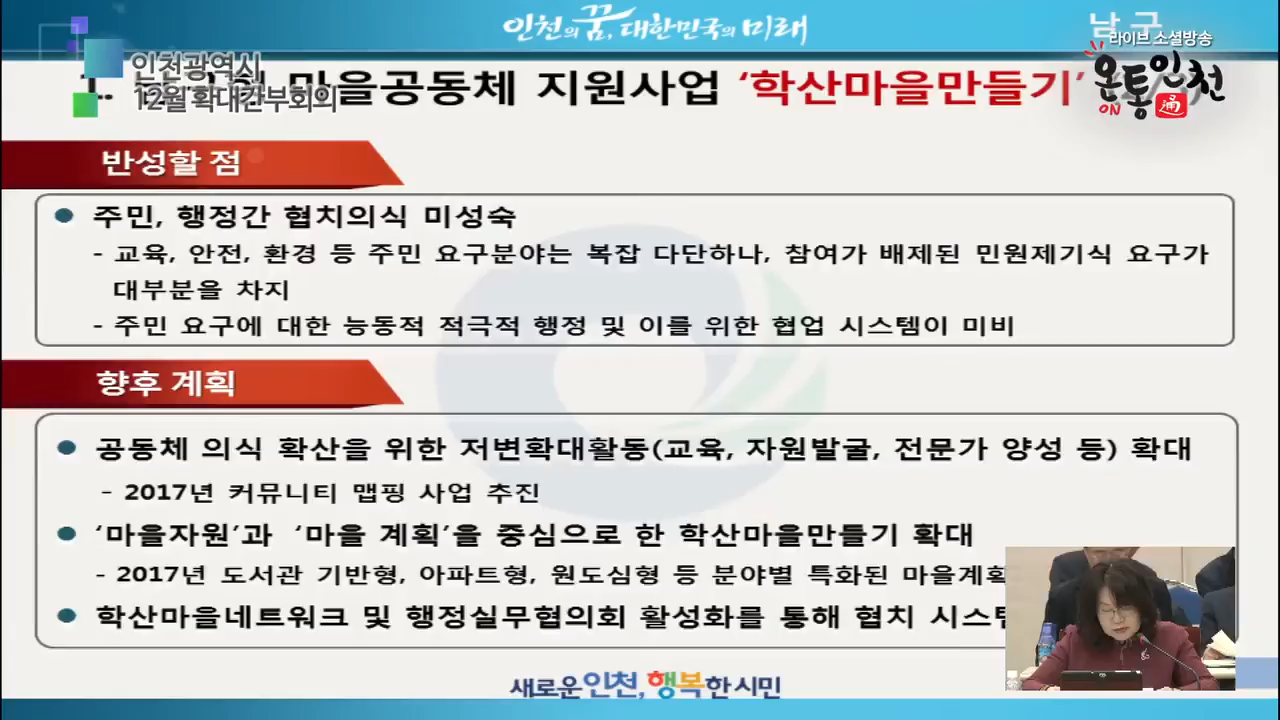 인천의 꿈, 대한민국의 미래
남구
라이브 소셜방송
온통인천
ON 通
인천광역시
12월 확대간부회의
1. 마을공동체 지원사업 ‘학산마을만들기’
반성할 점
주민, 행정간 협치의식 미성숙
- 교육, 안전, 환경 등 주민 요구분야는 복잡 다단하나, 참여가 배제된 민원제기식 요구가
대부분을 차지
- 주민 요구에 대한 능동적 적극적 행정 및 이를 위한 협업 시스템이 미비
향후 계획
공동체 의식 확산을 위한 저변확대활동(교육, 자원발굴, 전문가 양성 등) 확대
- 2017년 커뮤니티 맵핑 사업 추진
‘마을자원’과 ‘마을 계획’을 중심으로 한 학산마을만들기 확대
- 2017년 도서관 기반형, 아파트형, 원도심형 등 분야별 특화된 마을계획
학산마을네트워크 및 행정실무협의회 활성화를 통해 협치 시스
새로운 인천, 행복한 시민